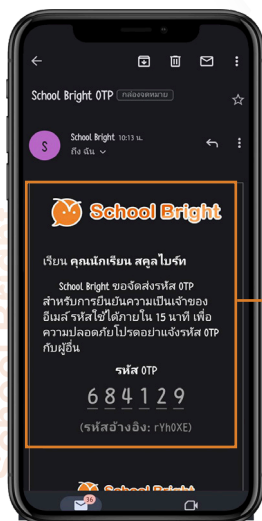 School Bright OTP กล่องจดหมาย
S
School Bright 10:13 น.
ถึง ฉัน
School Bright
เรียน คุณนักเรียน สคูลไบร์ท
School Bright ขอจัดส่งรหัส OTP
สำหรับการยืนยันความเป็นเจ้าของ
อีเมล์ รหัสใช้ได้ภายใน 15 นาที เพื่อ
ความปลอดภัยโปรดอย่าแจ้งรหัส OTP
กับผู้อื่น
รหัส OTP
684129
(รหัสอ้างอิง: rYh0XE)
School Bright
36
School Bright